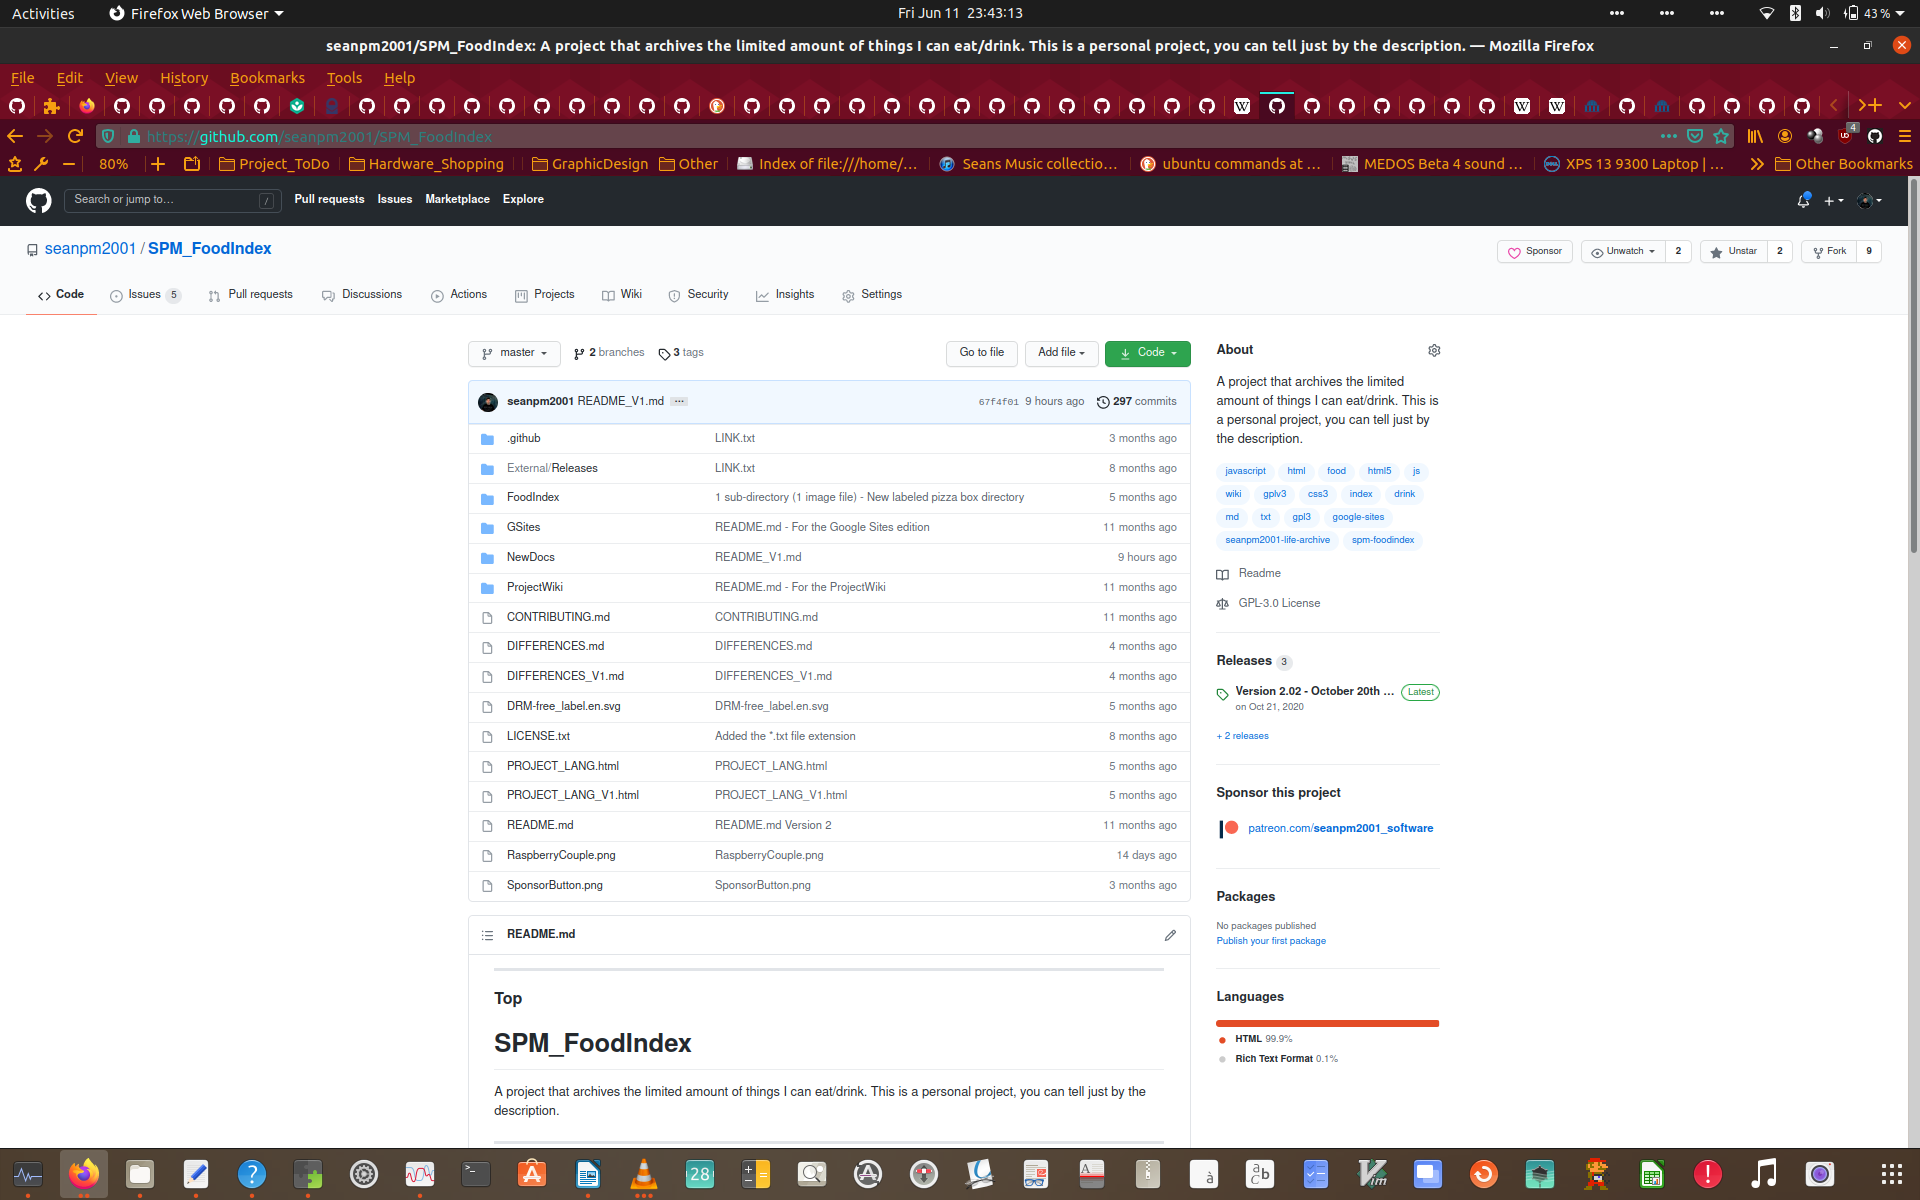 Activities Firefox Web Browser Fri Jun 11 23:43:13 43 %
seanpm2001/SPM_FoodIndex: A project that archives the limited amount of things I can eat/drink. This is a personal project, you can tell just by the description. — Mozilla Firefox
File Edit View History Bookmarks Tools Help
https://github.com/seanpm2001/SPM_FoodIndex 4
80% Project_ToDo Hardware_Shopping GraphicDesign Other Index of file:///home/… Seans Music collectio… ubuntu commands at … MEDOS Beta 4 sound … XPS 13 9300 Laptop | … Other Bookmarks
Search or jump to… / Pull requests Issues Marketplace Explore
seanpm2001 / SPM_FoodIndex Sponsor Unwatch 2 Unstar 2 Fork 9
Code Issues 5 Pull requests Discussions Actions Projects Wiki Security Insights Settings
master 2 branches 3 tags Go to file Add file Code
seanpm2001 README_V1.md ... 67f4f01 9 hours ago 297 commits
.github LINK.txt 3 months ago
External/Releases LINK.txt 8 months ago
FoodIndex 1 sub-directory (1 image file) - New labeled pizza box directory 5 months ago
GSites README.md - For the Google Sites edition 11 months ago
NewDocs README_V1.md 9 hours ago
ProjectWiki README.md - For the ProjectWiki 11 months ago
CONTRIBUTING.md CONTRIBUTING.md 11 months ago
DIFFERENCES.md DIFFERENCES.md 4 months ago
DIFFERENCES_V1.md DIFFERENCES_V1.md 4 months ago
DRM-free_label.en.svg DRM-free_label.en.svg 5 months ago
LICENSE.txt Added the *.txt file extension 8 months ago
PROJECT_LANG.html PROJECT_LANG.html 5 months ago
PROJECT_LANG_V1.html PROJECT_LANG_V1.html 5 months ago
README.md README.md Version 2 11 months ago
RaspberryCouple.png RaspberryCouple.png 14 days ago
SponsorButton.png SponsorButton.png 3 months ago
README.md
Top
SPM_FoodIndex
A project that archives the limited amount of things I can eat/drink. This is a personal project, you can tell just by the
description.
About
A project that archives the limited
amount of things I can eat/drink. This is
a personal project, you can tell just by
the description.
javascript html food html5 js
wiki gplv3 css3 index drink
md txt gpl3 google-sites
seanpm2001-life-archive spm-foodindex
Readme
GPL-3.0 License
Releases 3
Version 2.02 - October 20th ... Latest
on Oct 21, 2020
+ 2 releases
Sponsor this project
patreon.com/seanpm2001_software
Packages
No packages published
Publish your first package
Languages
HTML 99.9%
Rich Text Format 0.1%
28